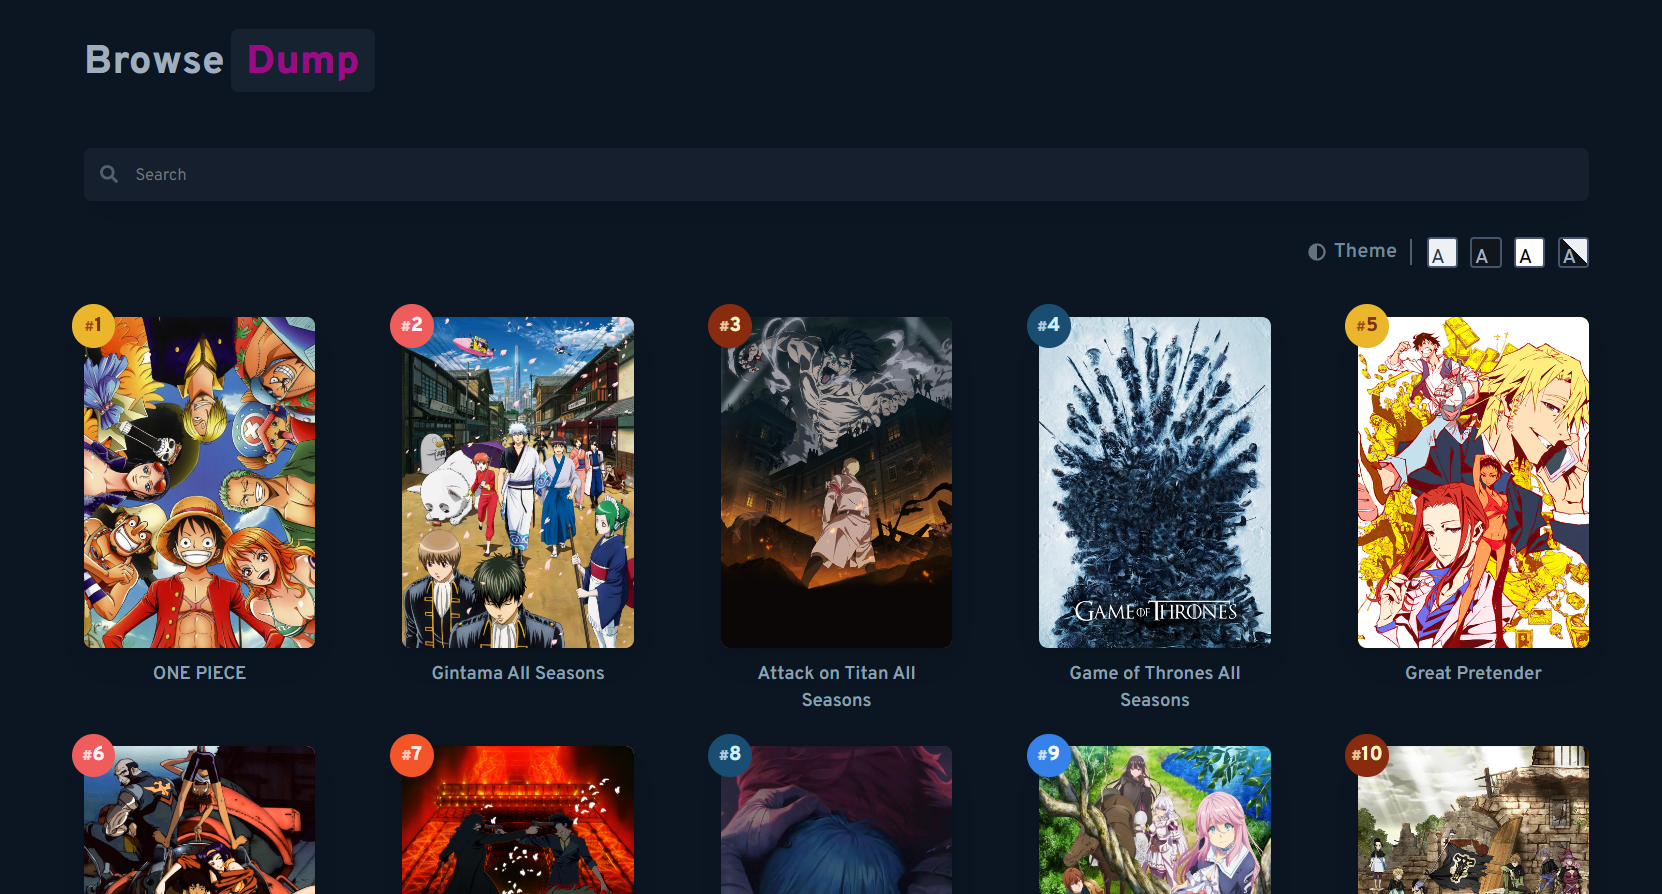 Browse Dump
Search
Theme | A A A A
#1 #2 #3 #4 #5
GAME OF THRONES
ONE PIECE
Gintama All Seasons
Attack on Titan All
Seasons
Game of Thrones All
Seasons
Great Pretender
#6 #7 #8 #9 #10